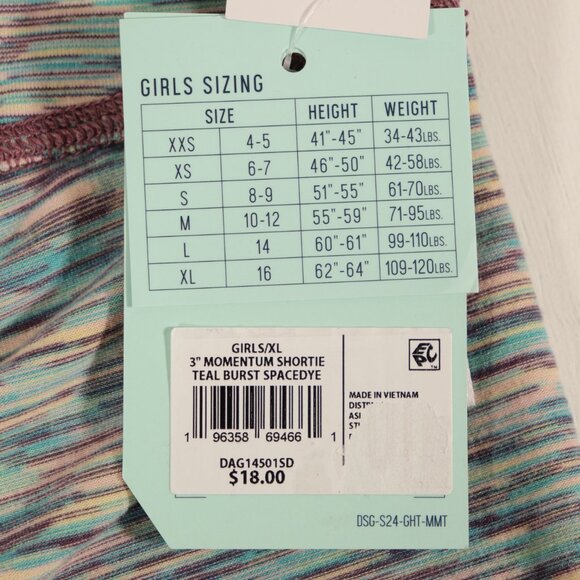 GIRLS SIZING
SIZE HEIGHT WEIGHT
XXS 4-5 41"-45" 34-43LBS.
XS 6-7 46"-50" 42-58LBS.
S 8-9 51"-55" 61-70LBS.
M 10-12 55"-59" 71-95LBS.
L 14 60"-61" 99-110LBS.
XL 16 62"-64" 109-120LBS.
GIRLS/XL
3" MOMENTUM SHORTIE
TEAL BURST SPACEDYE
1 96358 69466 1
DAG14501SD
$18.00
MADE IN VIETNAM
DSG-S24-GHT-MMT